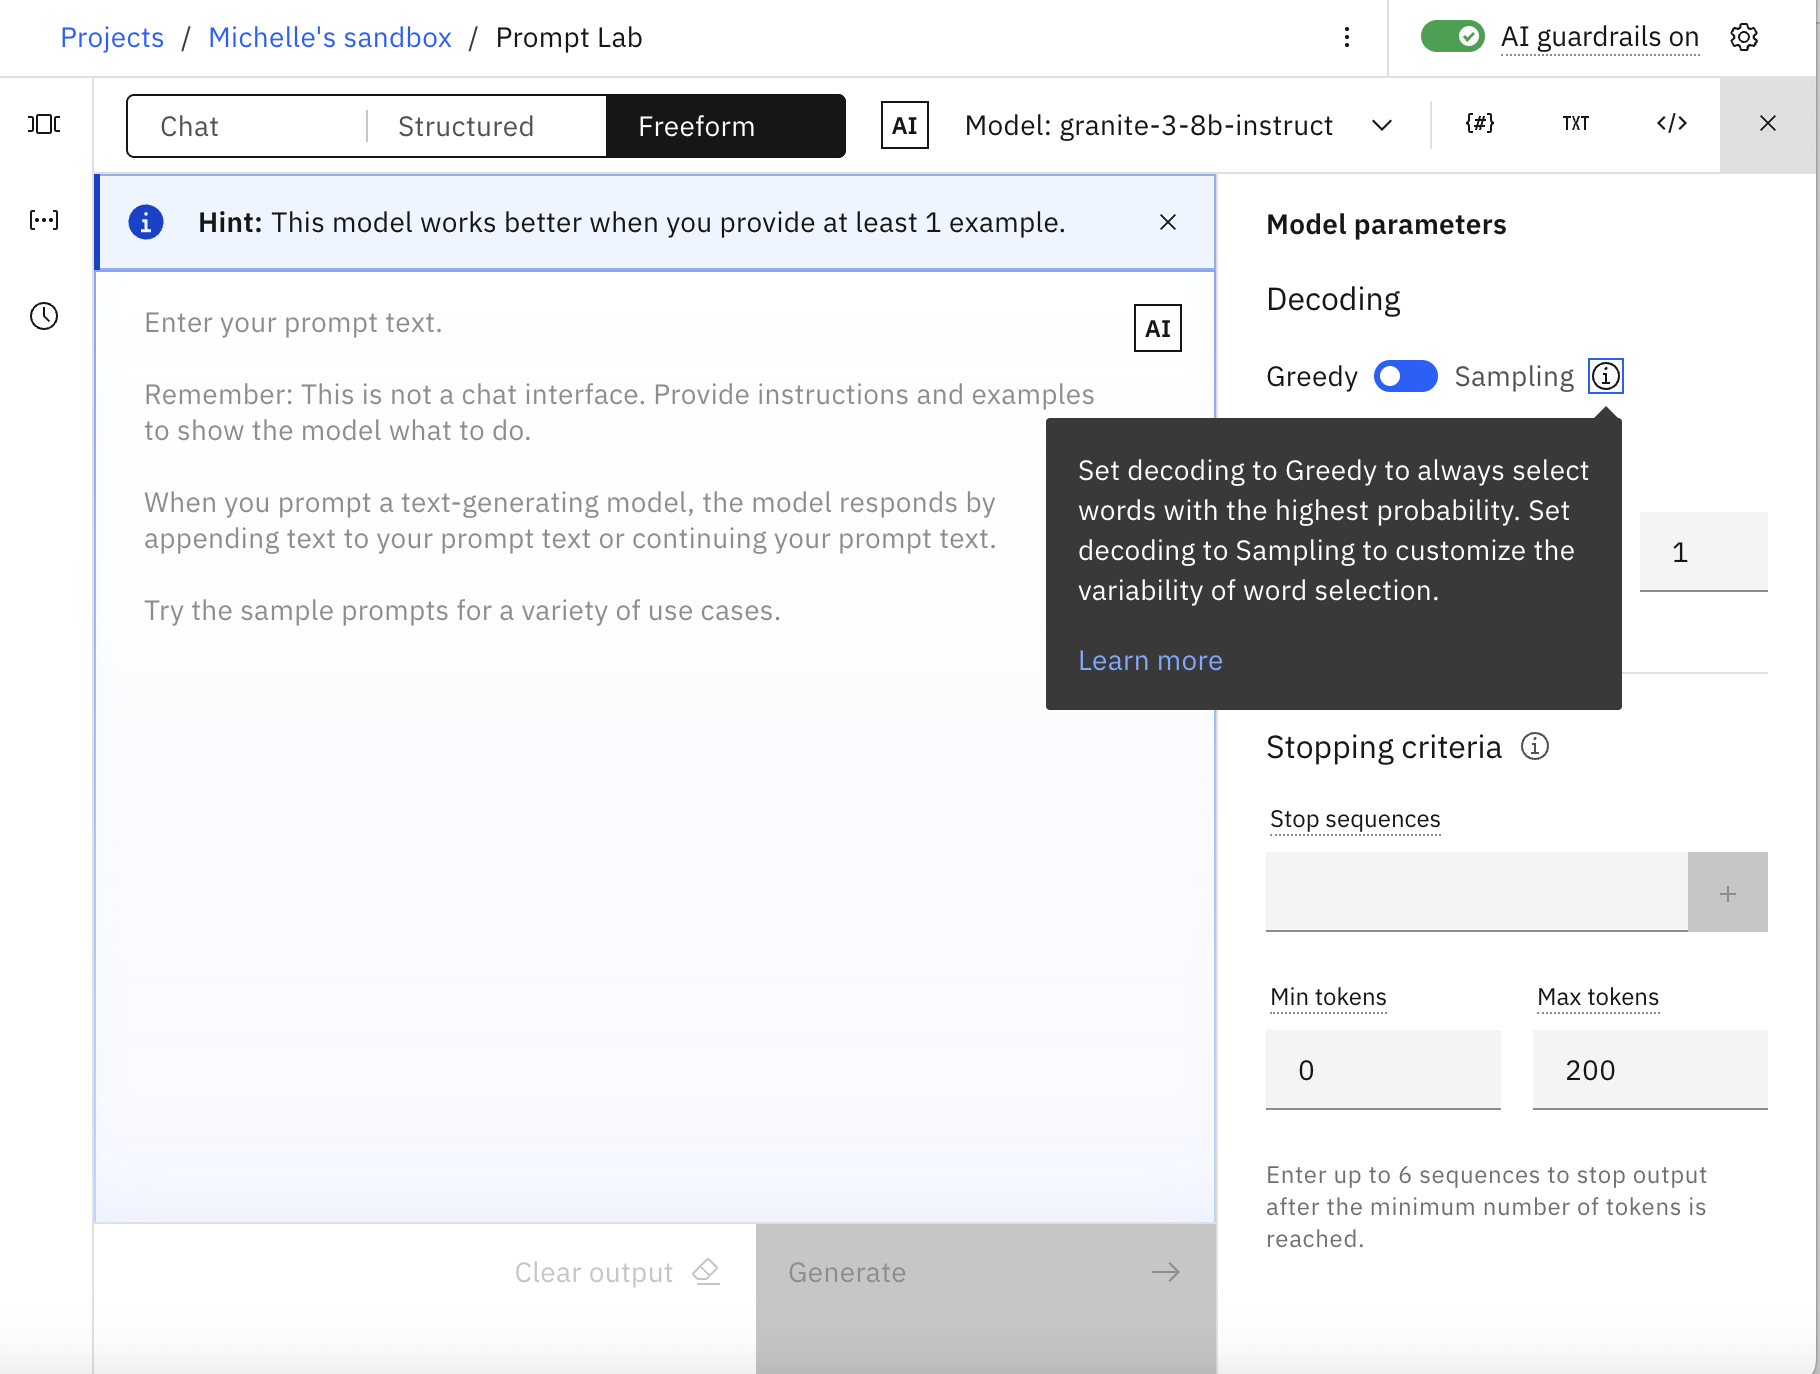 Projects / Michelle's sandbox / Prompt Lab
AI guardrails on
Chat
Structured
Freeform
AI
Model: granite-3-8b-instruct
{#}
TXT
</>
Hint: This model works better when you provide at least 1 example.
Enter your prompt text.
AI
Remember: This is not a chat interface. Provide instructions and examples
to show the model what to do.
When you prompt a text-generating model, the model responds by
appending text to your prompt text or continuing your prompt text.
Try the sample prompts for a variety of use cases.
Clear output
Generate
Model parameters
Decoding
Greedy
Sampling
Set decoding to Greedy to always select
words with the highest probability. Set
decoding to Sampling to customize the
variability of word selection.
Learn more
1
Stopping criteria
Stop sequences
+
Min tokens
Max tokens
0
200
Enter up to 6 sequences to stop output
after the minimum number of tokens is
reached.